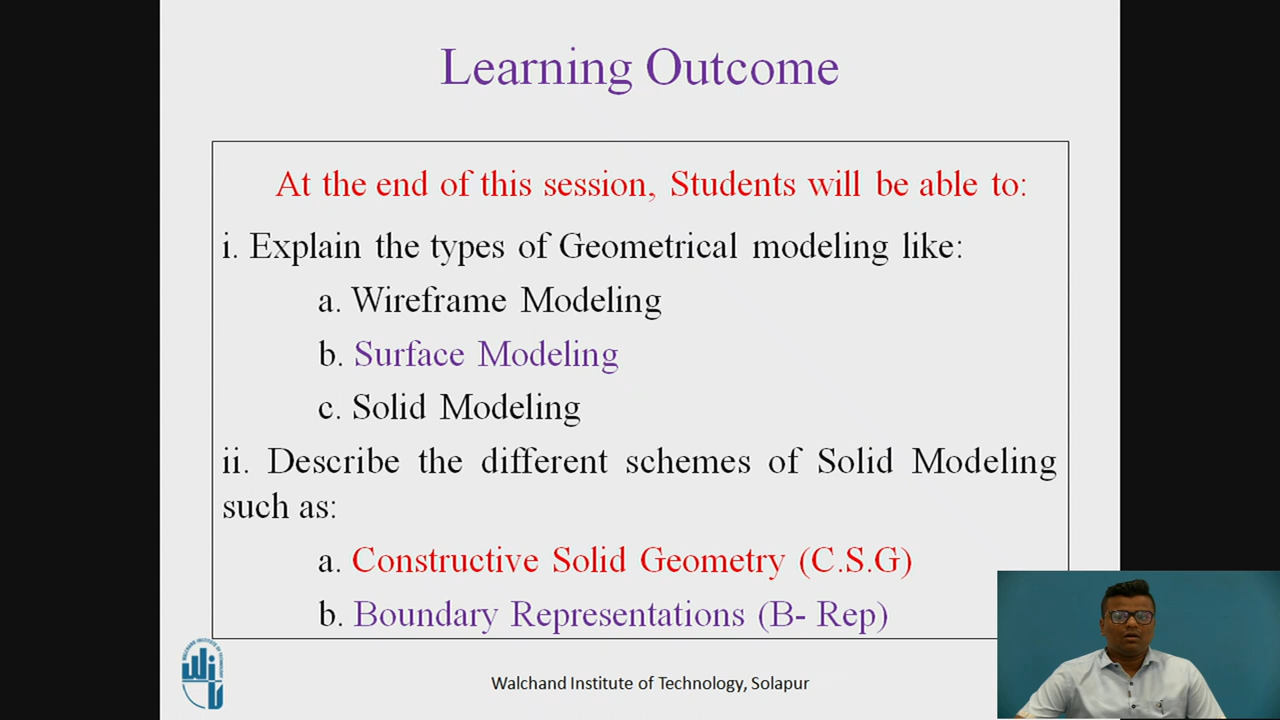 Learning Outcome
At the end of this session, Students will be able to:
i. Explain the types of Geometrical modeling like:
a. Wireframe Modeling
b. Surface Modeling
c. Solid Modeling
ii. Describe the different schemes of Solid Modeling
such as:
a. Constructive Solid Geometry (C.S.G)
b. Boundary Representations (B- Rep)
Walchand Institute of Technology, Solapur